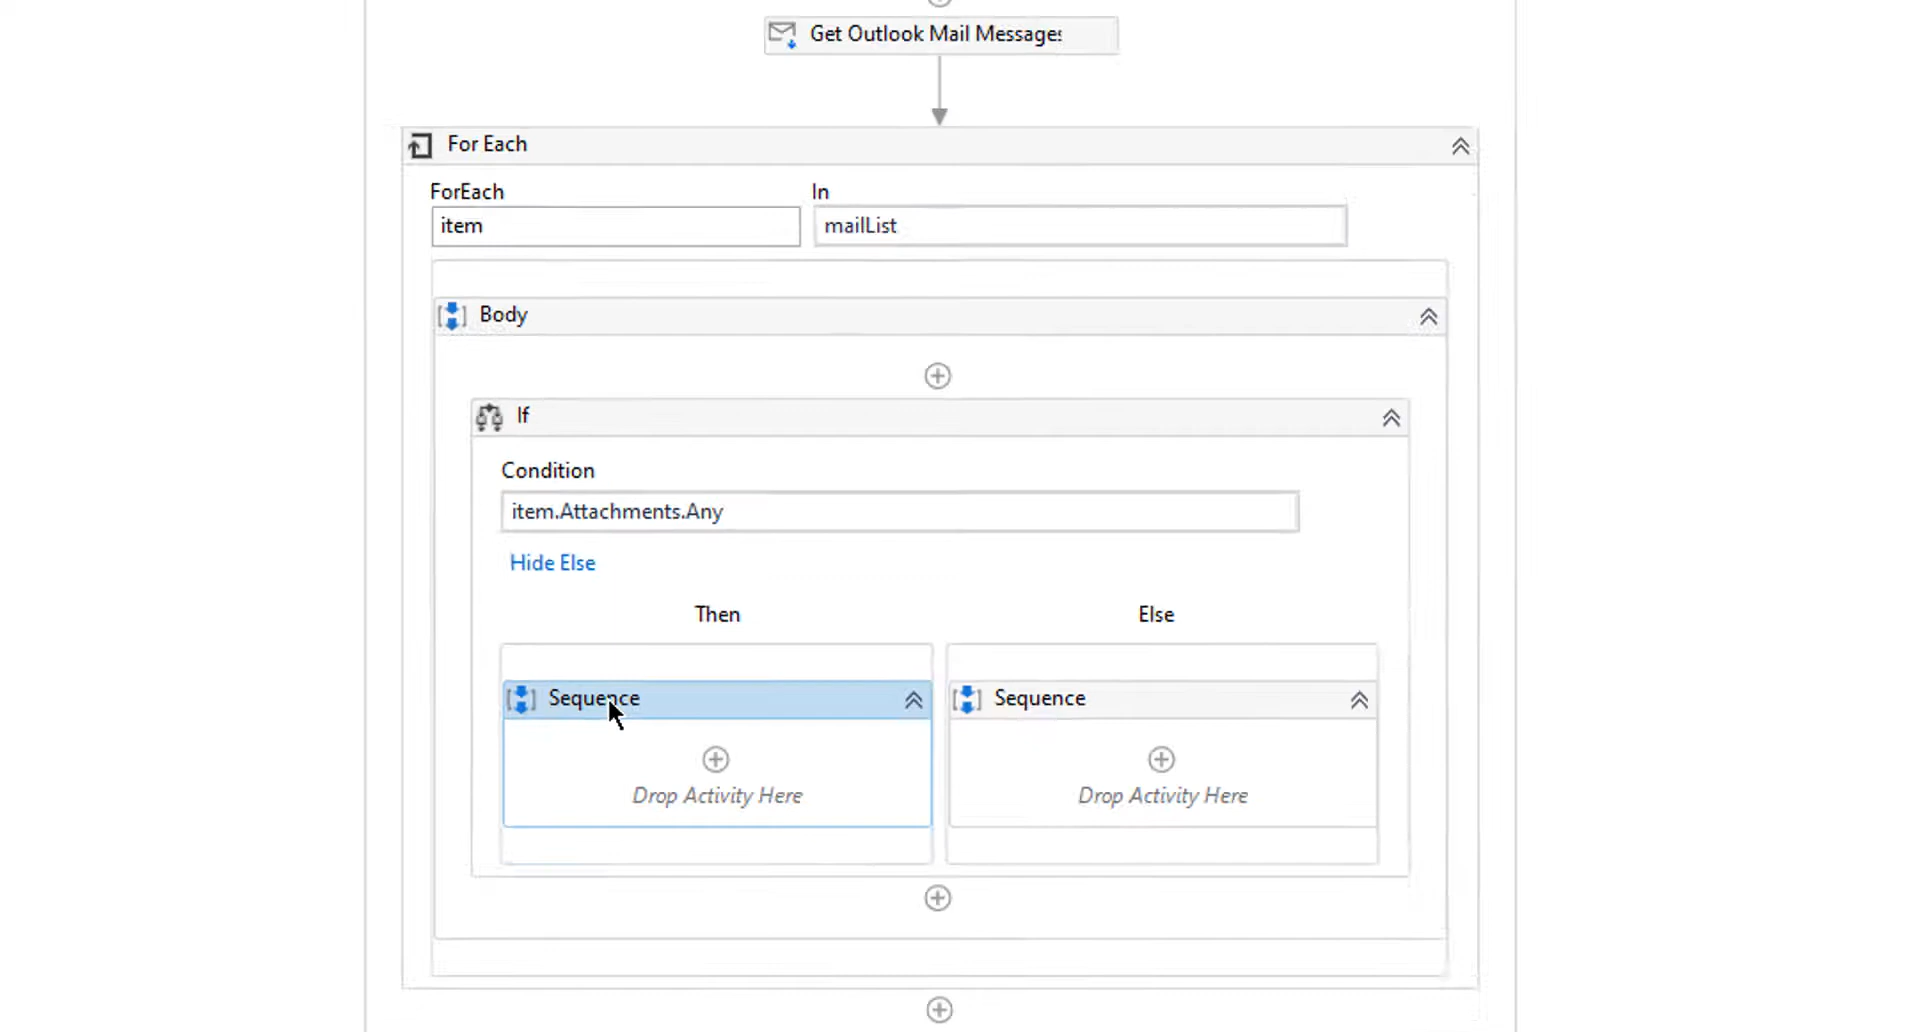 Get Outlook Mail Messages
For Each
ForEach In
item mailList
Body
If
Condition
item.Attachments.Any
Hide Else
Then Else
Sequence Sequence
Drop Activity Here Drop Activity Here